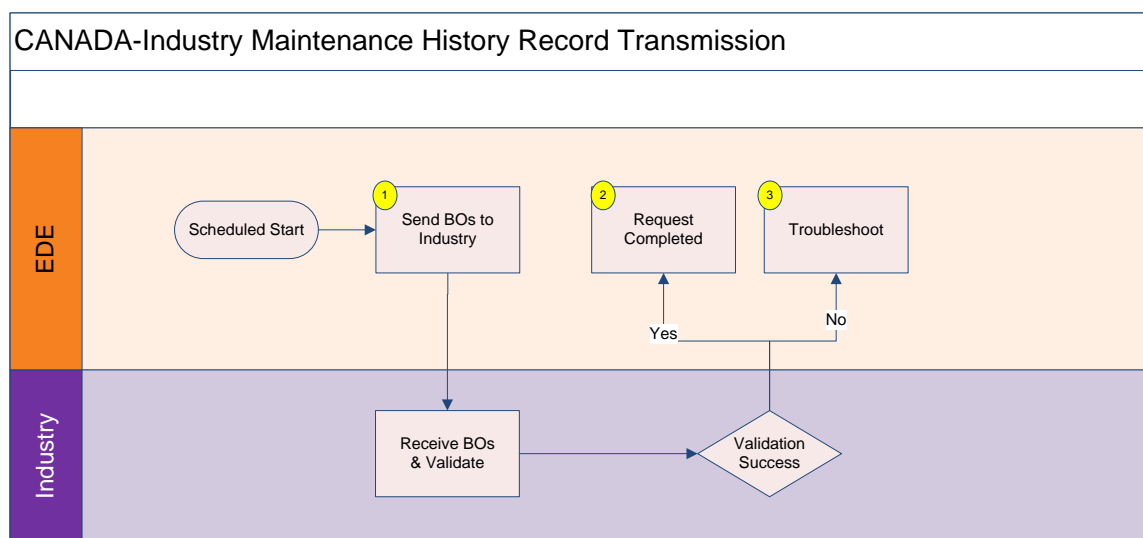 CANADA-Industry Maintenance History Record Transmission
EDE
Scheduled Start
1
Send BOs to
Industry
2
Request
Completed
3
Troubleshoot
Yes
No
Industry
Receive BOs
& Validate
Validation
Success